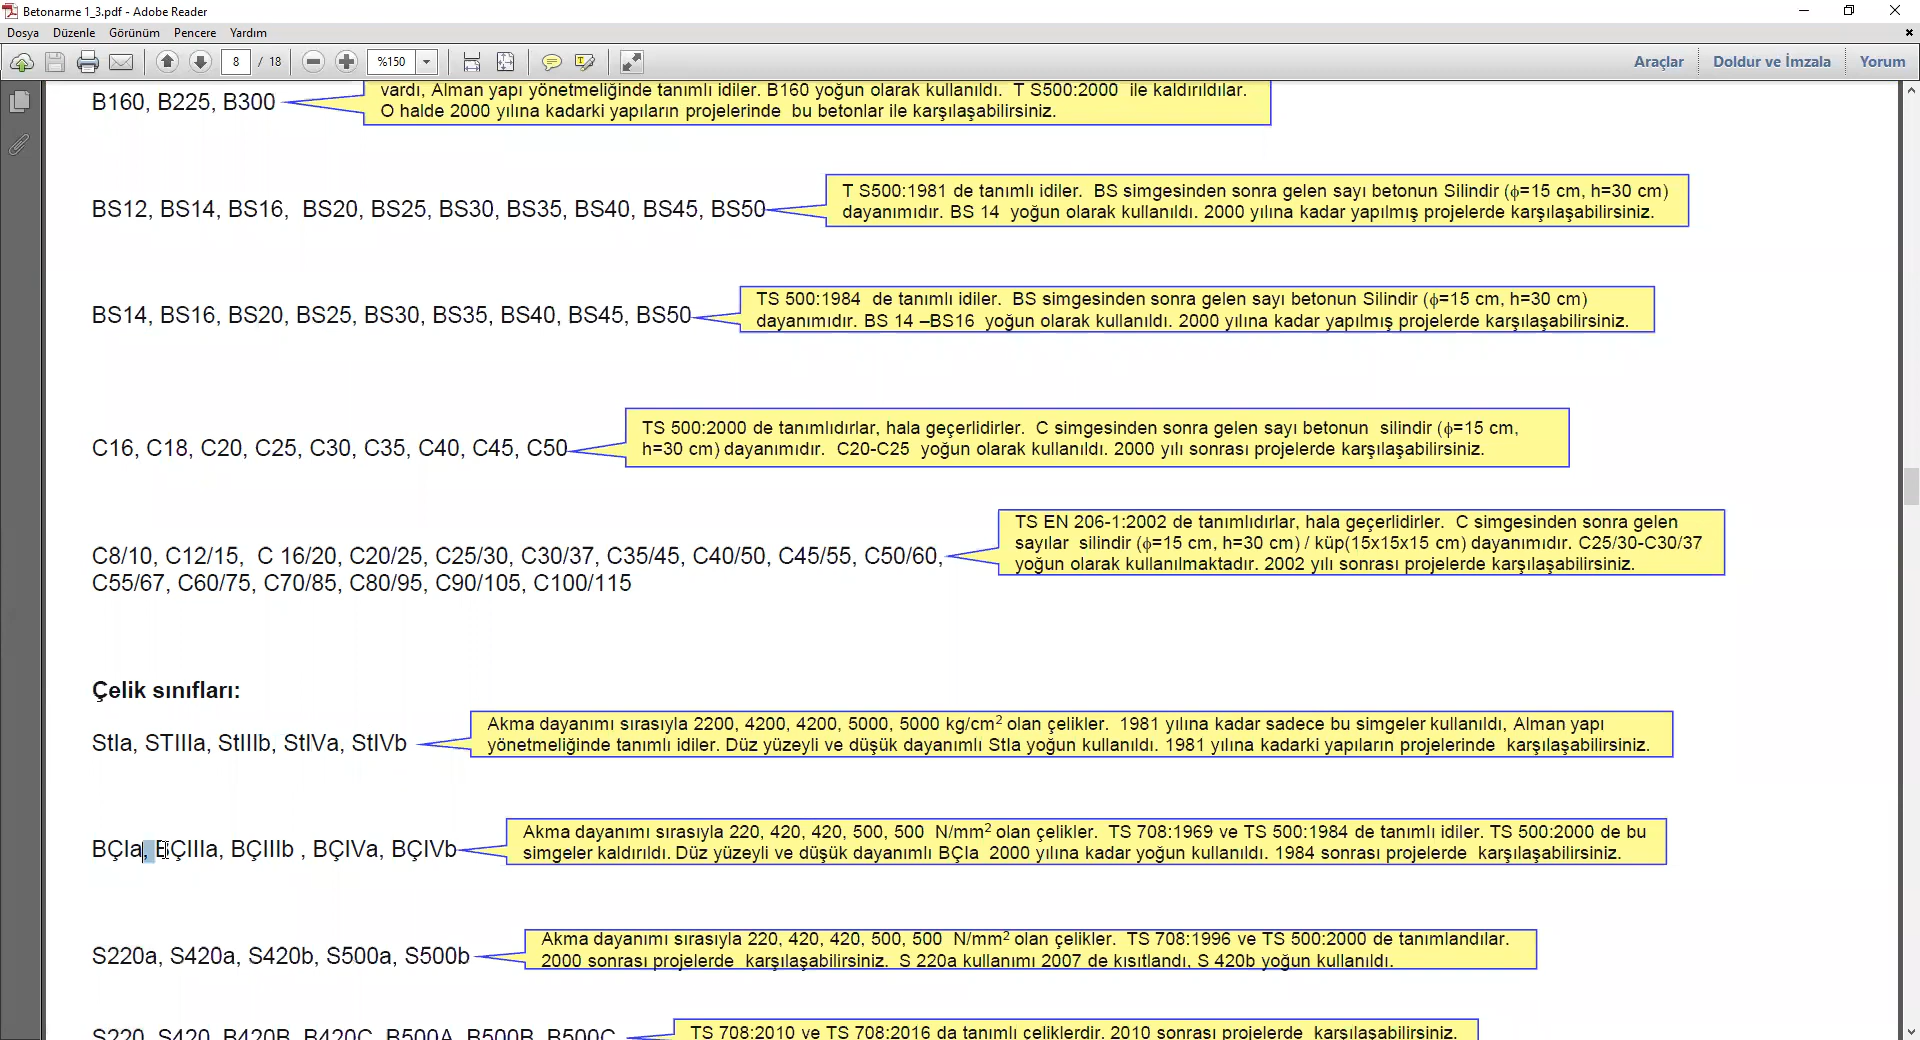 Betonarme 1_3.pdf - Adobe Reader
Dosya Düzenle Görünüm Pencere Yardım
8 / 18 %150 Araçlar Doldur ve İmzala Yorum
vardı, Alman yapı yönetmeliğinde tanımlı idiler. B160 yoğun olarak kullanıldı. T S500:2000 ile kaldırıldılar.
B160, B225, B300
O halde 2000 yılına kadarki yapıların projelerinde bu betonlar ile karşılaşabilirsiniz.
BS12, BS14, BS16, BS20, BS25, BS30, BS35, BS40, BS45, BS50
T S500:1981 de tanımlı idiler. BS simgesinden sonra gelen sayı betonun Silindir (ϕ=15 cm, h=30 cm)
dayanımıdır. BS 14 yoğun olarak kullanıldı. 2000 yılına kadar yapılmış projelerde karşılaşabilirsiniz.
BS14, BS16, BS20, BS25, BS30, BS35, BS40, BS45, BS50
TS 500:1984 de tanımlı idiler. BS simgesinden sonra gelen sayı betonun Silindir (ϕ=15 cm, h=30 cm)
dayanımıdır. BS 14 –BS16 yoğun olarak kullanıldı. 2000 yılına kadar yapılmış projelerde karşılaşabilirsiniz.
C16, C18, C20, C25, C30, C35, C40, C45, C50
TS 500:2000 de tanımlıdırlar, hala geçerlidirler. C simgesinden sonra gelen sayı betonun silindir (ϕ=15 cm,
h=30 cm) dayanımıdır. C20-C25 yoğun olarak kullanıldı. 2000 yılı sonrası projelerde karşılaşabilirsiniz.
C8/10, C12/15, C 16/20, C20/25, C25/30, C30/37, C35/45, C40/50, C45/55, C50/60,
C55/67, C60/75, C70/85, C80/95, C90/105, C100/115
TS EN 206-1:2002 de tanımlıdırlar, hala geçerlidirler. C simgesinden sonra gelen
sayılar silindir (ϕ=15 cm, h=30 cm) / küp(15x15x15 cm) dayanımıdır. C25/30-C30/37
yoğun olarak kullanılmaktadır. 2002 yılı sonrası projelerde karşılaşabilirsiniz.
Çelik sınıfları:
StIa, STIIIa, StIIIb, StIVa, StIVb
Akma dayanımı sırasıyla 2200, 4200, 4200, 5000, 5000 kg/cm² olan çelikler. 1981 yılına kadar sadece bu simgeler kullanıldı, Alman yapı
yönetmeliğinde tanımlı idiler. Düz yüzeyli ve düşük dayanımlı StIa yoğun kullanıldı. 1981 yılına kadarki yapıların projelerinde karşılaşabilirsiniz.
BÇIa, BÇIIIa, BÇIIIb , BÇIVa, BÇIVb
Akma dayanımı sırasıyla 220, 420, 420, 500, 500 N/mm² olan çelikler. TS 708:1969 ve TS 500:1984 de tanımlı idiler. TS 500:2000 de bu
simgeler kaldırıldı. Düz yüzeyli ve düşük dayanımlı BÇIa 2000 yılına kadar yoğun kullanıldı. 1984 sonrası projelerde karşılaşabilirsiniz.
S220a, S420a, S420b, S500a, S500b
Akma dayanımı sırasıyla 220, 420, 420, 500, 500 N/mm² olan çelikler. TS 708:1996 ve TS 500:2000 de tanımlandılar.
2000 sonrası projelerde karşılaşabilirsiniz. S 220a kullanımı 2007 de kısıtlandı, S 420b yoğun kullanıldı.
S220, S420, B420B, B420C, B500A, B500B, B500C
TS 708:2010 ve TS 708:2016 da tanımlı çeliklerdir. 2010 sonrası projelerde karşılaşabilirsiniz.